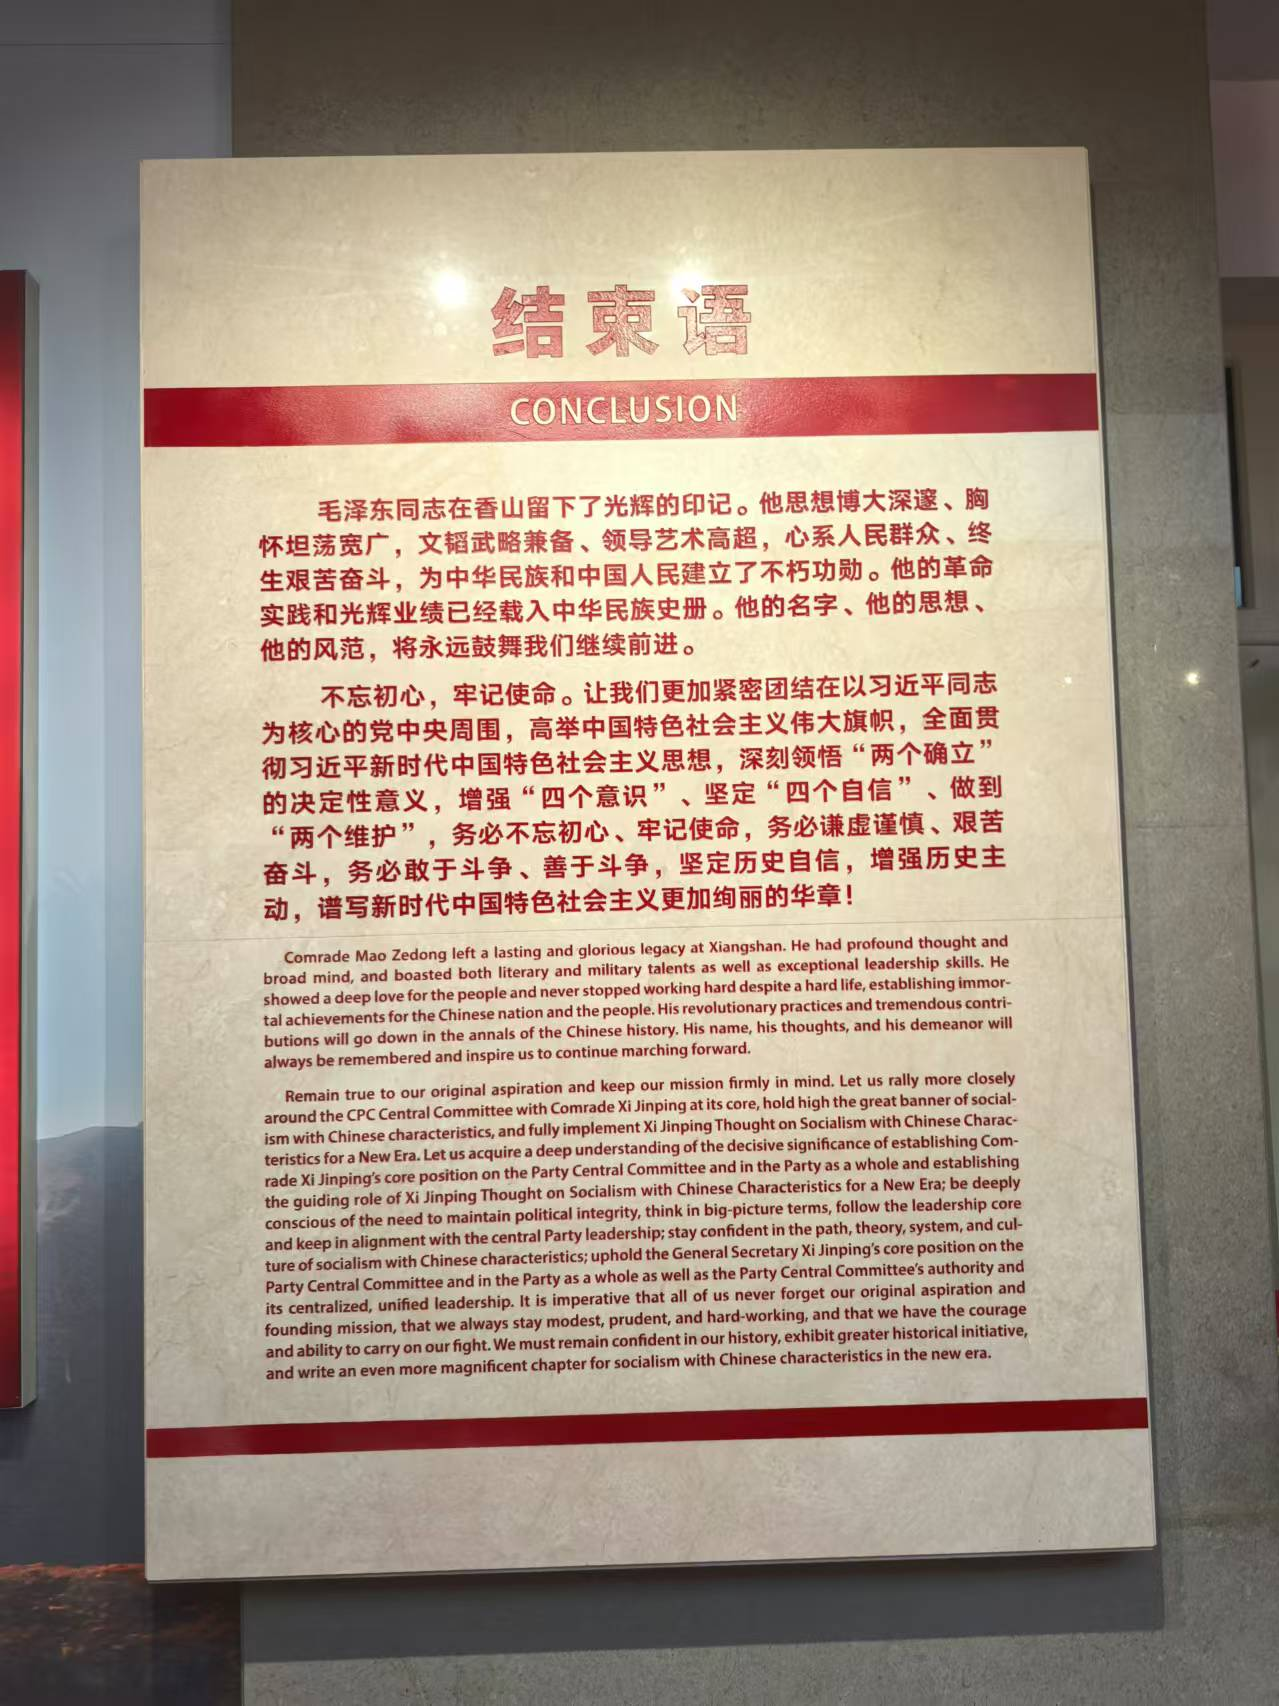 结束语
CONCLUSION
毛泽东同志在香山留下了光辉的印记。他思想博大深邃、胸
怀坦荡宽广，文韬武略兼备、领导艺术高超，心系人民群众、终
生艰苦奋斗，为中华民族和中国人民建立了不朽功勋。他的革命
实践和光辉业绩已经载入中华民族史册。他的名字、他的思想、
他的风范，将永远鼓舞我们继续前进。
不忘初心，牢记使命。让我们更加紧密团结在以习近平同志
为核心的党中央周围，高举中国特色社会主义伟大旗帜，全面贯
彻习近平新时代中国特色社会主义思想，深刻领悟“两个确立”
的决定性意义，增强“四个意识”、坚定“四个自信”、做到
“两个维护”，务必不忘初心、牢记使命，务必谦虚谨慎、艰苦
奋斗，务必敢于斗争、善于斗争，坚定历史自信，增强历史主
动，谱写新时代中国特色社会主义更加绚丽的华章！
Comrade Mao Zedong left a lasting and glorious legacy at Xiangshan. He had profound thought and
broad mind, and boasted both literary and military talents as well as exceptional leadership skills. He
showed a deep love for the people and never stopped working hard despite a hard life, establishing immor-
tal achievements for the Chinese nation and the people. His revolutionary practices and tremendous contri-
butions will go down in the annals of the Chinese history. His name, his thoughts, and his demeanor will
always be remembered and inspire us to continue marching forward.
Remain true to our original aspiration and keep our mission firmly in mind. Let us rally more closely
around the CPC Central Committee with Comrade Xi Jinping at its core, hold high the great banner of social-
ism with Chinese characteristics, and fully implement Xi Jinping Thought on Socialism with Chinese Charac-
teristics for a New Era. Let us acquire a deep understanding of the decisive significance of establishing Com-
rade Xi Jinping's core position on the Party Central Committee and in the Party as a whole and establishing
the guiding role of Xi Jinping Thought on Socialism with Chinese Characteristics for a New Era; be deeply
conscious of the need to maintain political integrity, think in big-picture terms, follow the leadership core
and keep in alignment with the central Party leadership; stay confident in the path, theory, system, and cul-
ture of socialism with Chinese characteristics; uphold the General Secretary Xi Jinping's core position on the
Party Central Committee and in the Party as a whole as well as the Party Central Committee's authority and
its centralized, unified leadership. It is imperative that all of us never forget our original aspiration and
founding mission, that we always stay modest, prudent, and hard-working, and that we have the courage
and ability to carry on our fight. We must remain confident in our history, exhibit greater historical initiative,
and write an even more magnificent chapter for socialism with Chinese characteristics in the new era.